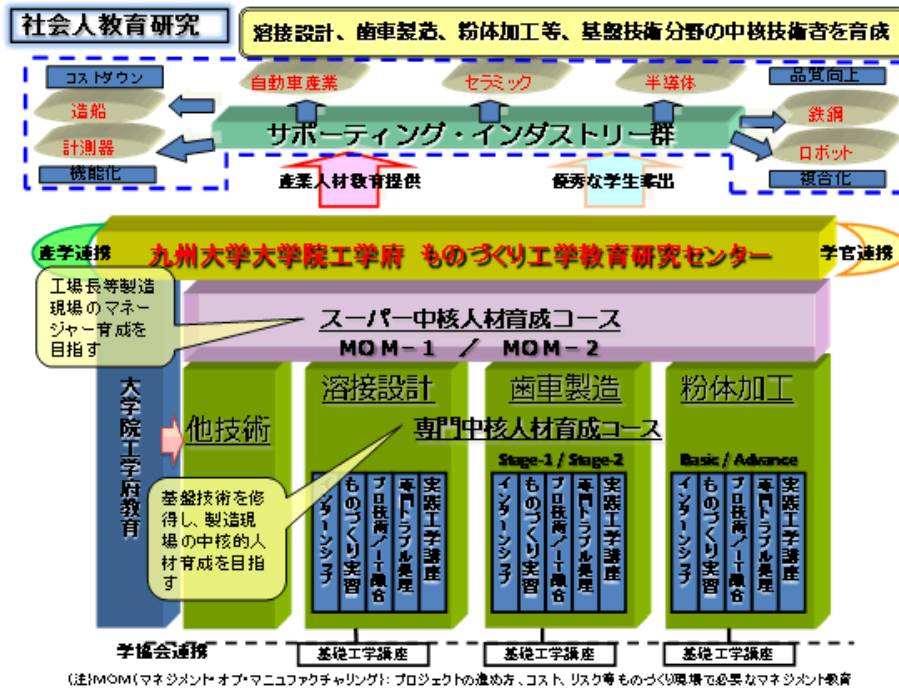 社会人教育研究
溶接設計、歯車製造、粉体加工等、基盤技術分野の中核技術者を育成
コストダウン
自動車産業
セラミック
半導体
品質向上
造船
鉄鋼
サポーティング・インダストリー群
計測器
ロボット
機能化
複合化
産業人材教育提供
優秀な学生輩出
産学連携
九州大学大学院工学府 ものづくり工学教育研究センター
学官連携
工場長等製造
現場のマネー
ジャー育成を
目指す
スーパー中核人材育成コース
MOM-1 / MOM-2
大学院工学府教育
他技術
溶接設計
歯車製造
粉体加工
専門中核人材育成コース
Stage-1 / Stage-2
Basic / Advance
基盤技術を修
得し、製造現
場の中核的人
材育成を目指
す
インターンシップ
ものづくり実習
プロ技術/IT融合
専門トラブル処理
実践工学講座
インターンシップ
ものづくり実習
プロ技術/IT融合
専門トラブル処理
実践工学講座
インターンシップ
ものづくり実習
プロ技術/IT融合
専門トラブル処理
実践工学講座
学協会連携
基礎工学講座
基礎工学講座
基礎工学講座
(注)MOM(マネジメント・オブ・マニュファクチャリング): プロジェクトの進め方、コスト、リスク等ものづくり現場で必要なマネジメント教育